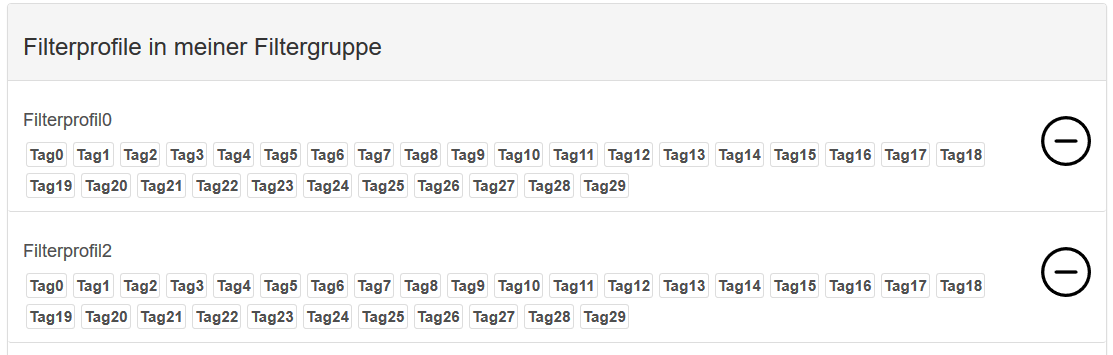 Filterprofile in meiner Filtergruppe
Filterprofil0
Tag0 Tag1 Tag2 Tag3 Tag4 Tag5 Tag6 Tag7 Tag8 Tag9 Tag10 Tag11 Tag12 Tag13 Tag14 Tag15 Tag16 Tag17 Tag18
Tag19 Tag20 Tag21 Tag22 Tag23 Tag24 Tag25 Tag26 Tag27 Tag28 Tag29
Filterprofil2
Tag0 Tag1 Tag2 Tag3 Tag4 Tag5 Tag6 Tag7 Tag8 Tag9 Tag10 Tag11 Tag12 Tag13 Tag14 Tag15 Tag16 Tag17 Tag18
Tag19 Tag20 Tag21 Tag22 Tag23 Tag24 Tag25 Tag26 Tag27 Tag28 Tag29